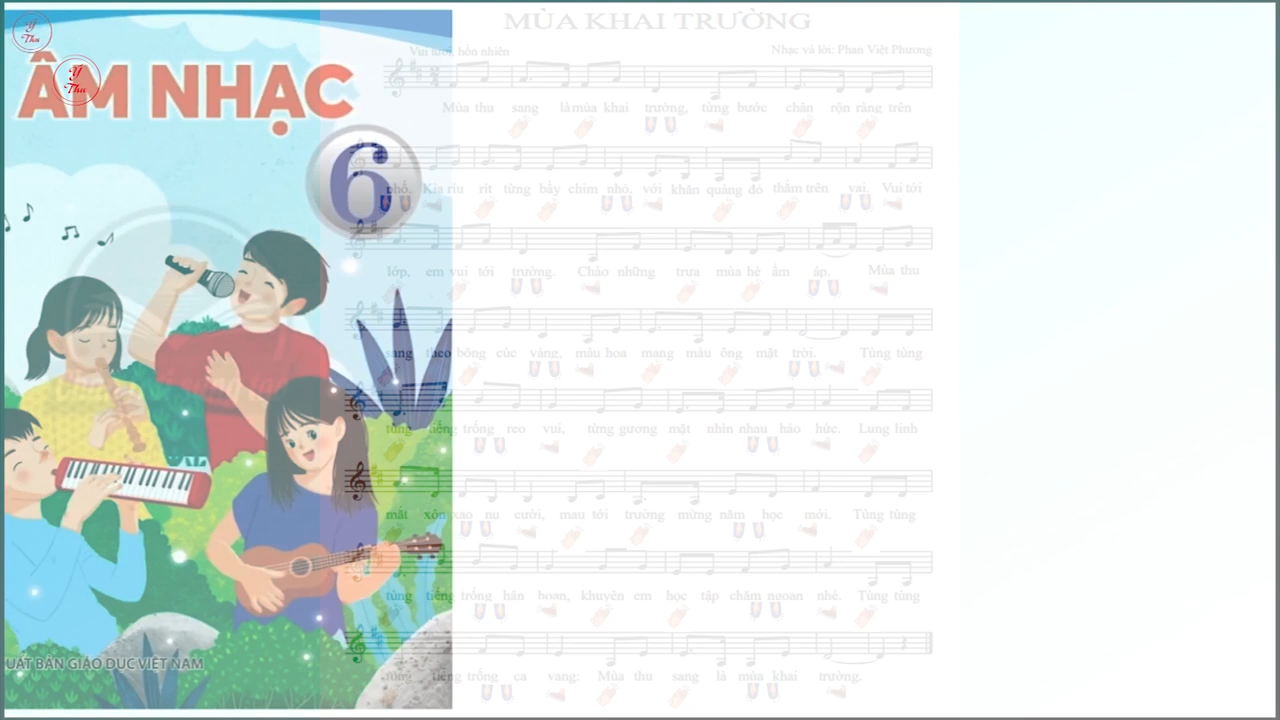 Ý
Thu
ÂM NHẠC
Ý
Thu
6
UẤT BẢN GIÁO DỤC VIỆT NAM
MÙA KHAI TRƯỜNG
Vui tươi, hồn nhiên
Nhạc và lời: Phan Việt Phương
Mùa thu sang là mùa khai trường, từng bước chân rộn ràng trên
phố. Kìa ríu rít từng bầy chim nhỏ. với khăn quàng đỏ thắm trên vai. Vui tới
lớp, em vui tới trường. Chào những trưa mùa hè ấm áp. Mùa thu
sang theo bông cúc vàng, màu hoa mang màu ông mặt trời. Tùng tùng
tùng tiếng trống reo vui, từng gương mặt nhìn nhau háo hức. Lung linh
mắt xôn xao nụ cười, mau tới trường mừng năm học mới. Tùng tùng
tùng tiếng trống hân hoan, khuyên em học tập chăm ngoan nhé. Tùng tùng
tùng tiếng trống ca vang: Mùa thu sang là mùa khai trường.